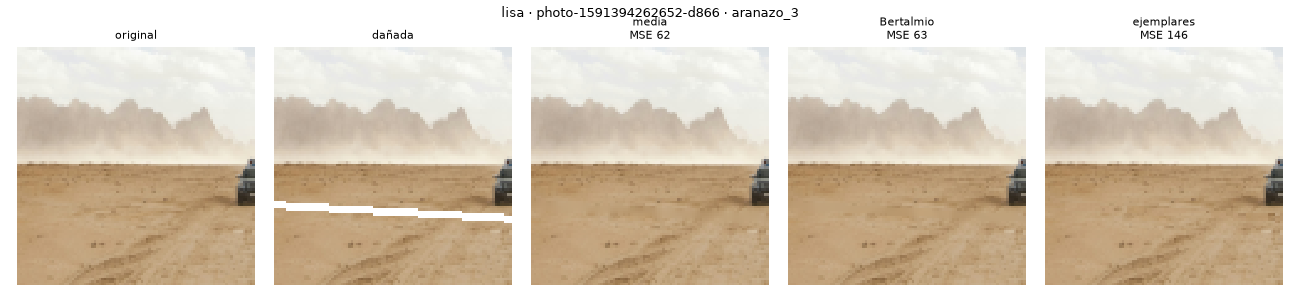 lisa · photo-1591394262652-d866 · aranazo_3
original
dañada
media
MSE 62
Bertalmio
MSE 63
ejemplares
MSE 146